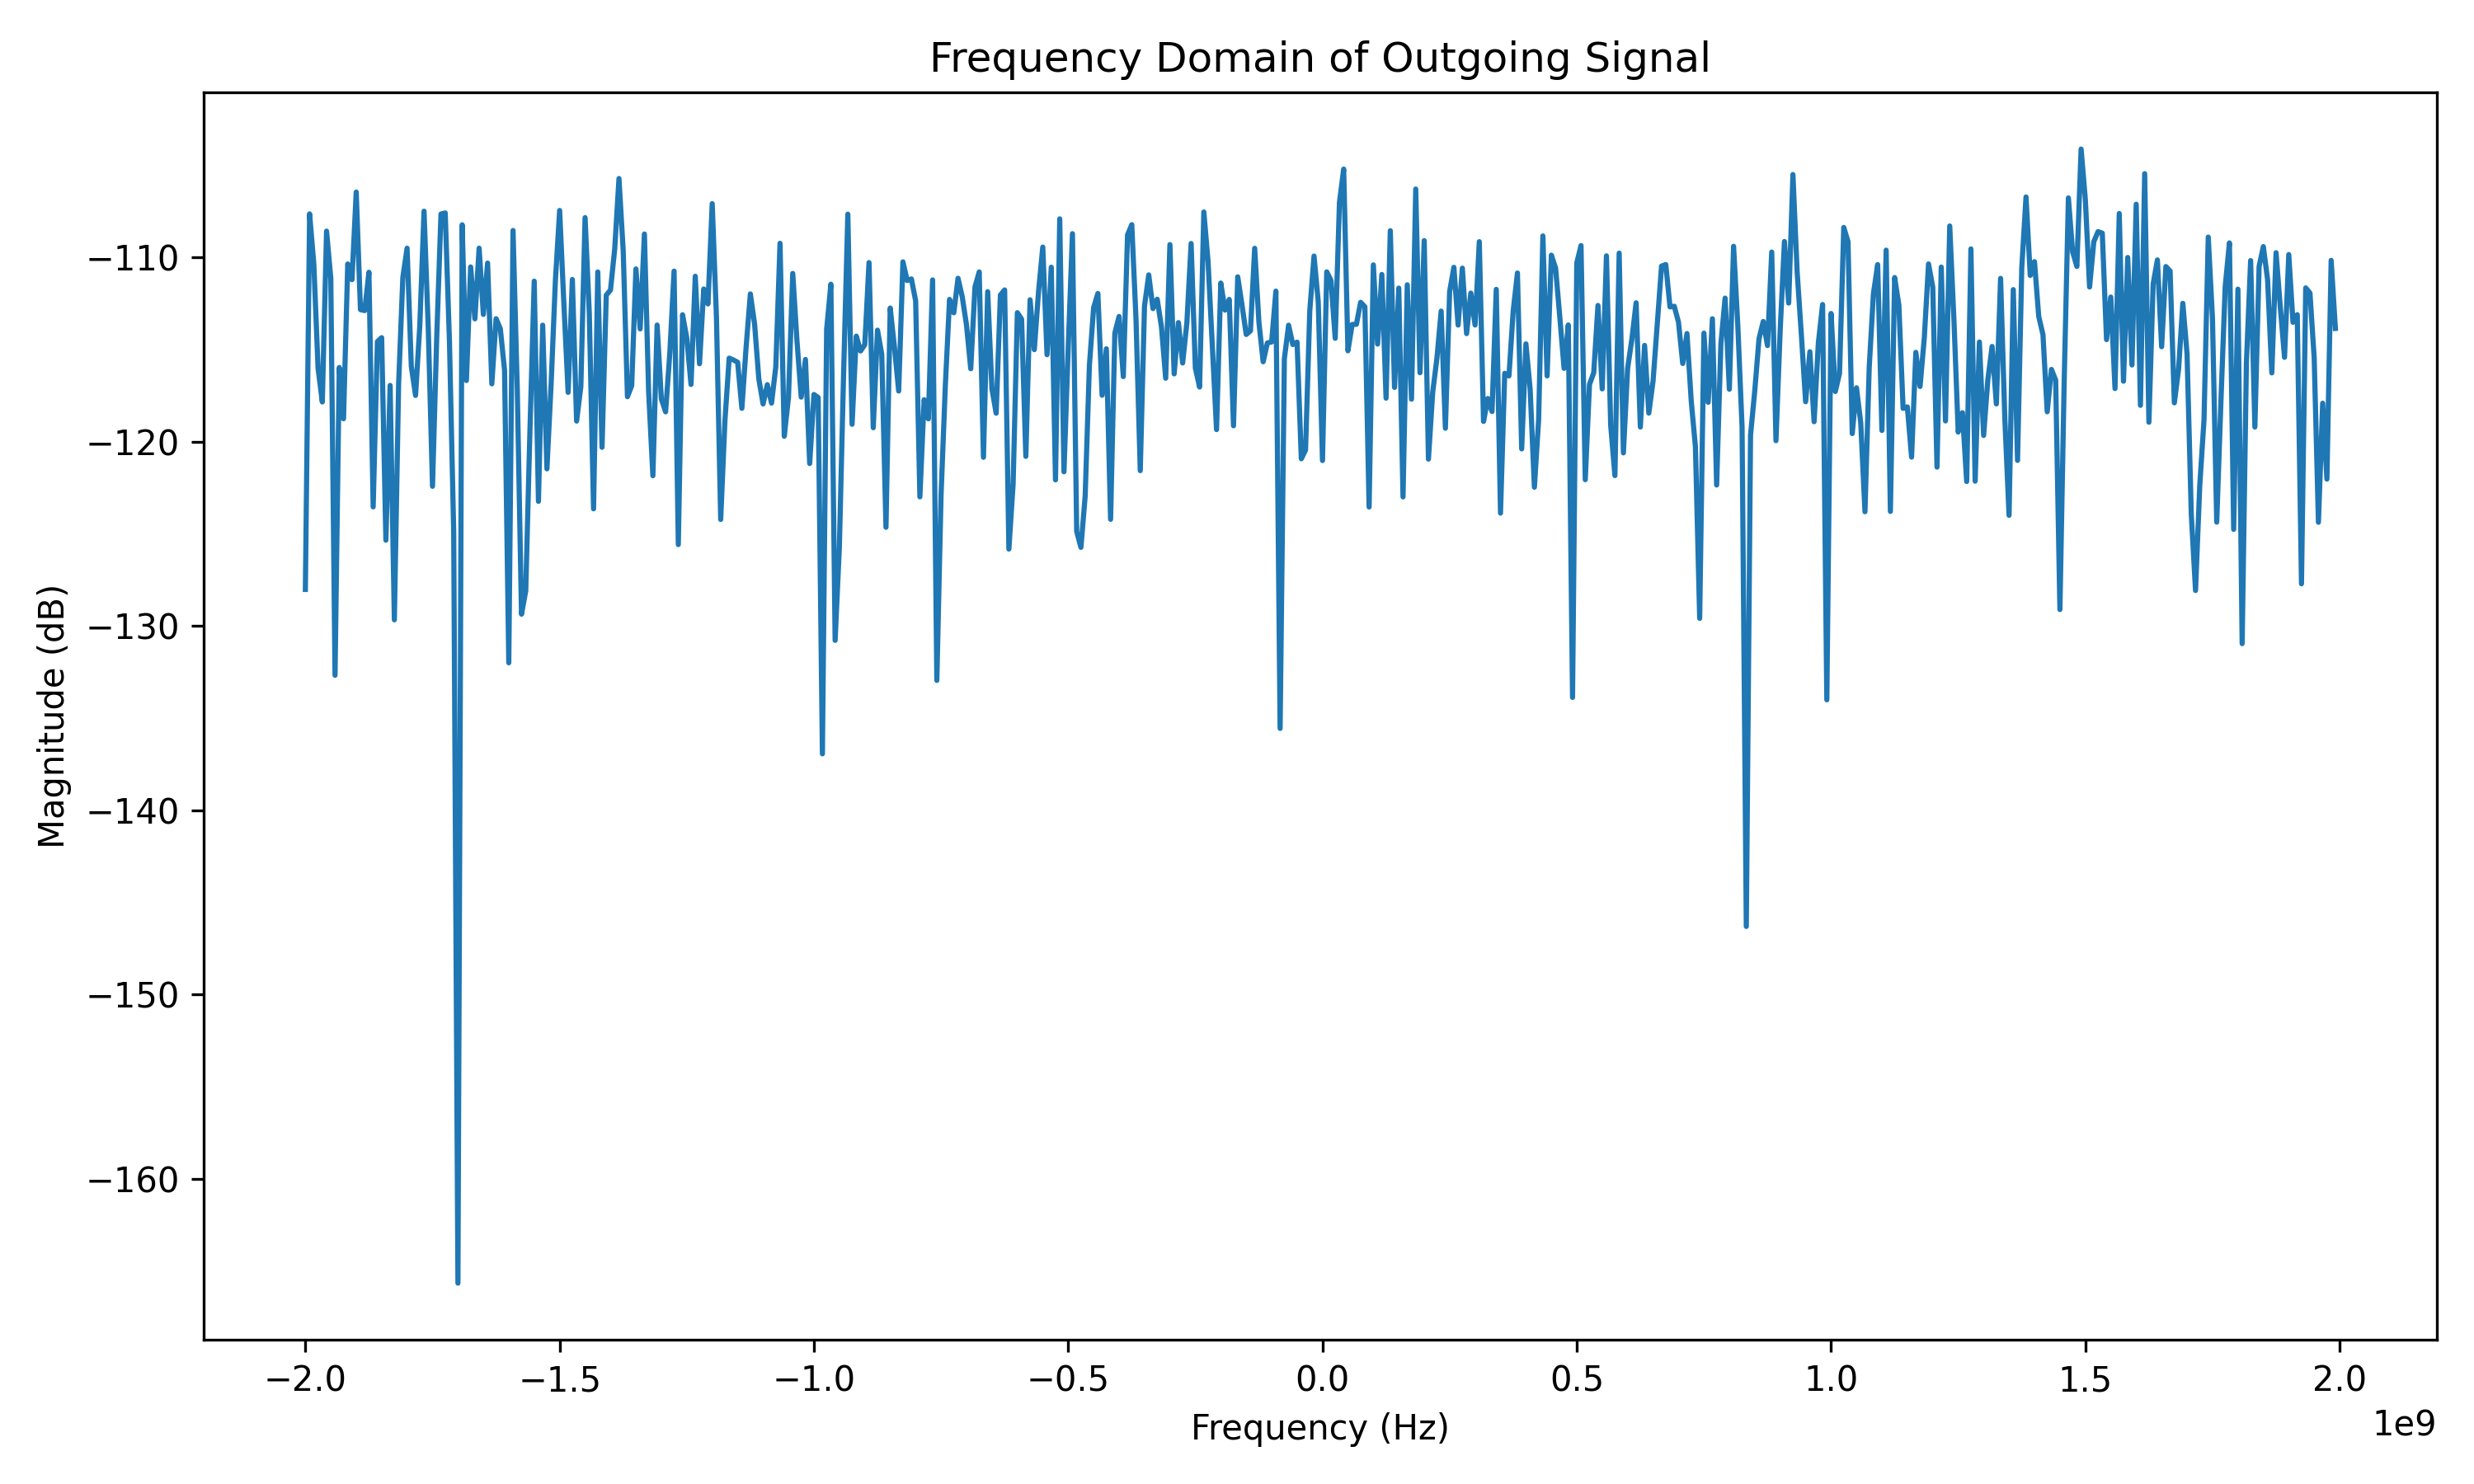 Frequency Domain of Outgoing Signal
Magnitude (dB)
−110
−120
−130
−140
−150
−160
−2.0 −1.5 −1.0 −0.5 0.0 0.5 1.0 1.5 2.0
1e9
Frequency (Hz)